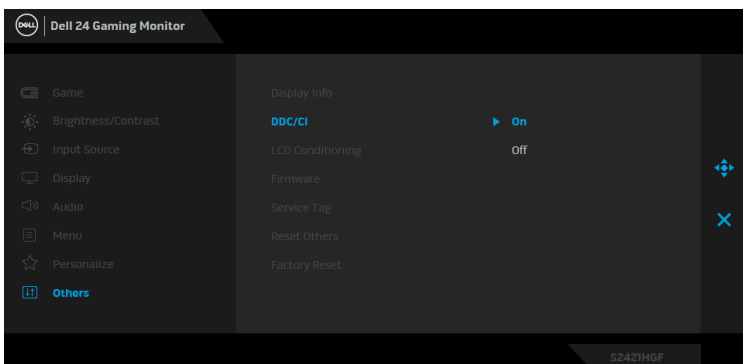 DELL
Dell 24 Gaming Monitor
Game
Brightness/Contrast
Input Source
Display
Audio
Menu
Personalize
Others
Display Info
DDC/CI
On
LCD Conditioning
Off
Firmware
Service Tag
Reset Others
Factory Reset
S2421HGF